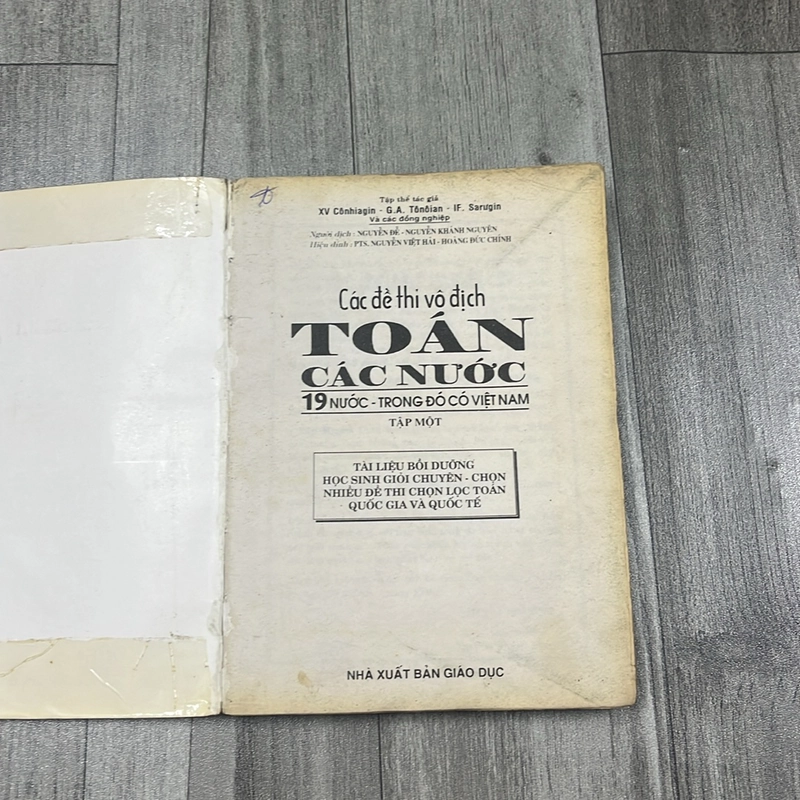 Tập thể tác giả
XV Cônhiagin - G.A. Tônôian - IF. Sarưgin
Và các đồng nghiệp
Người dịch : NGUYỄN ĐỄ - NGUYỄN KHÁNH NGUYÊN
Hiệu đính : PTS. NGUYỄN VIỆT HẢI - HOÀNG ĐỨC CHÍNH
Các đề thi vô địch
TOÁN
CÁC NƯỚC
19 NƯỚC - TRONG ĐÓ CÓ VIỆT NAM
TẬP MỘT
TÀI LIỆU BỒI DƯỠNG
HỌC SINH GIỎI CHUYÊN - CHỌN
NHIỀU ĐỀ THI CHỌN LỌC TOÁN
QUỐC GIA VÀ QUỐC TẾ
NHÀ XUẤT BẢN GIÁO DỤC